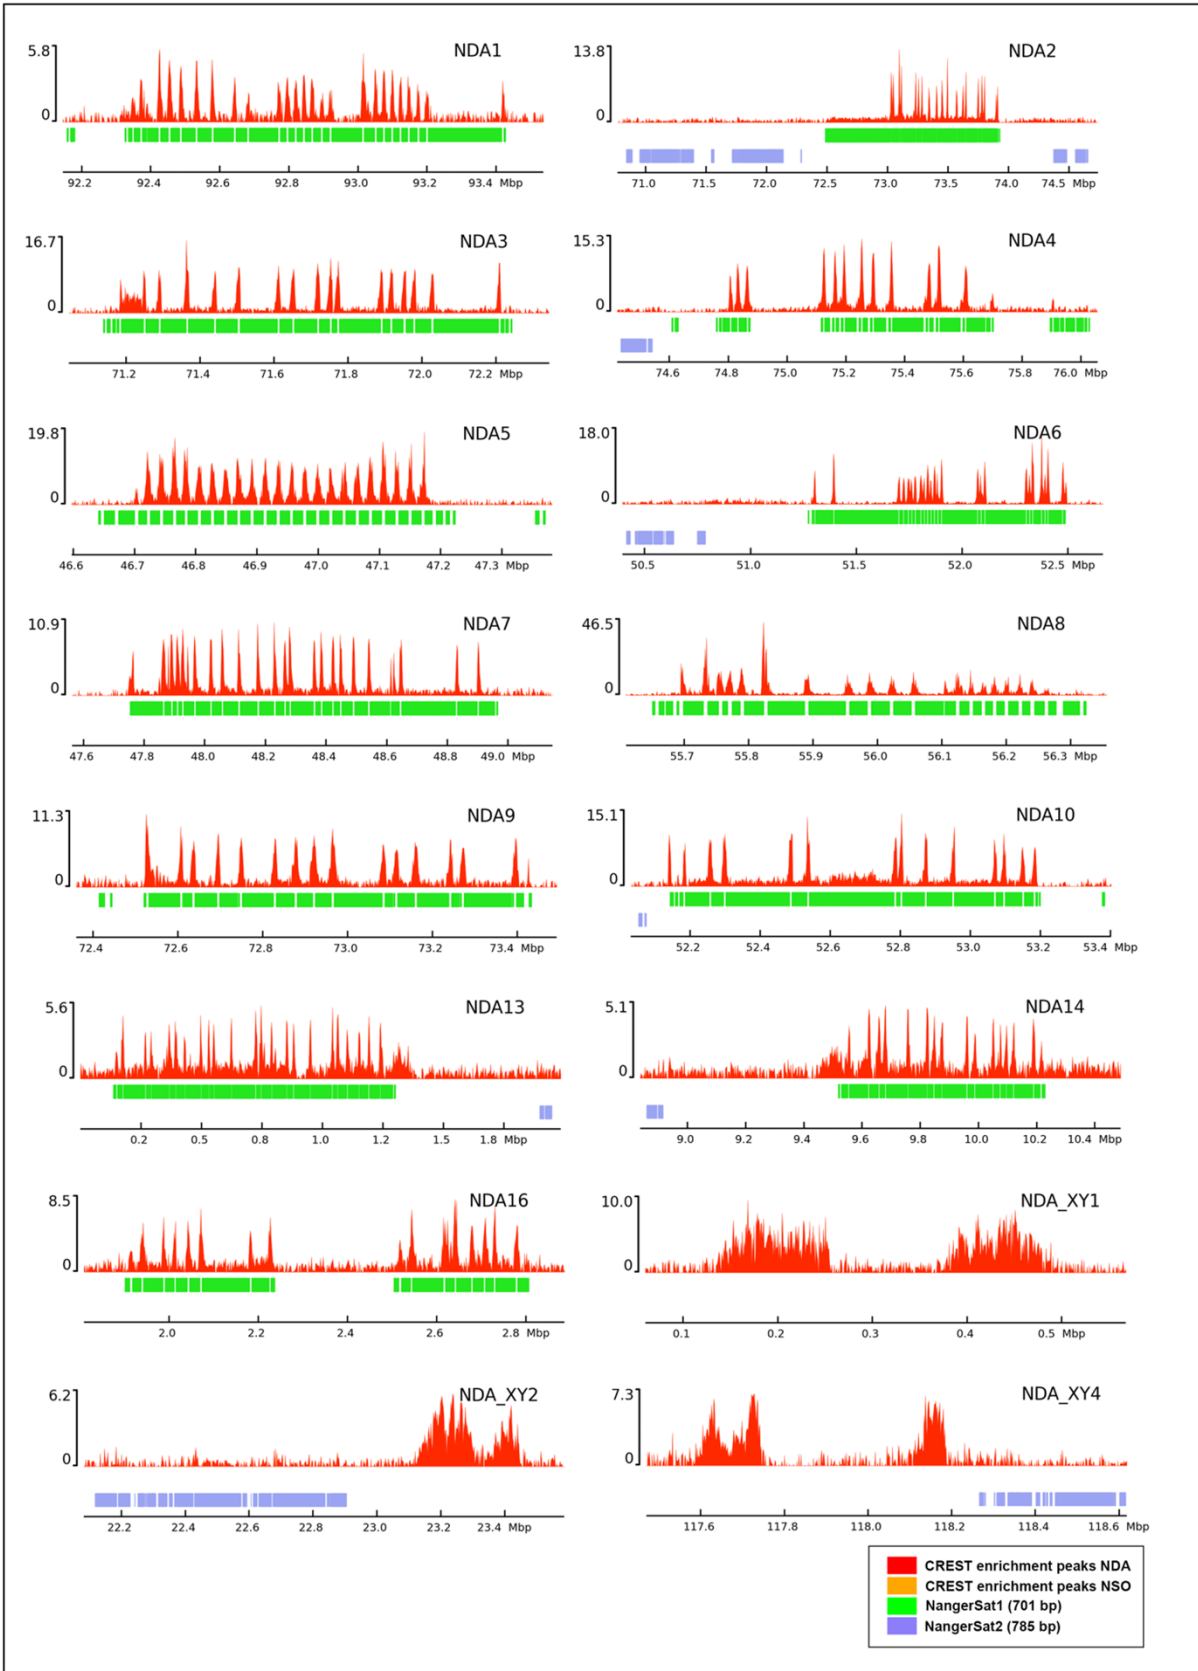 NDA1
5.8
0
92.2 92.4 92.6 92.8 93.0 93.2 93.4 Mbp
NDA2
13.8
0
71.0 71.5 72.0 72.5 73.0 73.5 74.0 74.5 Mbp
NDA3
16.7
0
71.2 71.4 71.6 71.8 72.0 72.2 Mbp
NDA4
15.3
0
74.6 74.8 75.0 75.2 75.4 75.6 75.8 76.0 Mbp
NDA5
19.8
0
46.6 46.7 46.8 46.9 47.0 47.1 47.2 47.3 Mbp
NDA6
18.0
0
50.5 51.0 51.5 52.0 52.5 Mbp
NDA7
10.9
0
47.6 47.8 48.0 48.2 48.4 48.6 48.8 49.0 Mbp
NDA8
46.5
0
55.7 55.8 55.9 56.0 56.1 56.2 56.3 Mbp
NDA9
11.3
0
72.4 72.6 72.8 73.0 73.2 73.4 Mbp
NDA10
15.1
0
52.2 52.4 52.6 52.8 53.0 53.2 53.4 Mbp
NDA13
5.6
0
0.2 0.5 0.8 1.0 1.2 1.5 1.8 Mbp
NDA14
5.1
0
9.0 9.2 9.4 9.6 9.8 10.0 10.2 10.4 Mbp
NDA16
8.5
0
2.0 2.2 2.4 2.6 2.8 Mbp
NDA_XY1
10.0
0
0.1 0.2 0.3 0.4 0.5 Mbp
NDA_XY2
6.2
0
22.2 22.4 22.6 22.8 23.0 23.2 23.4 Mbp
NDA_XY4
7.3
0
117.6 117.8 118.0 118.2 118.4 118.6 Mbp
CREST enrichment peaks NDA
CREST enrichment peaks NSO
NangerSat1 (701 bp)
NangerSat2 (785 bp)